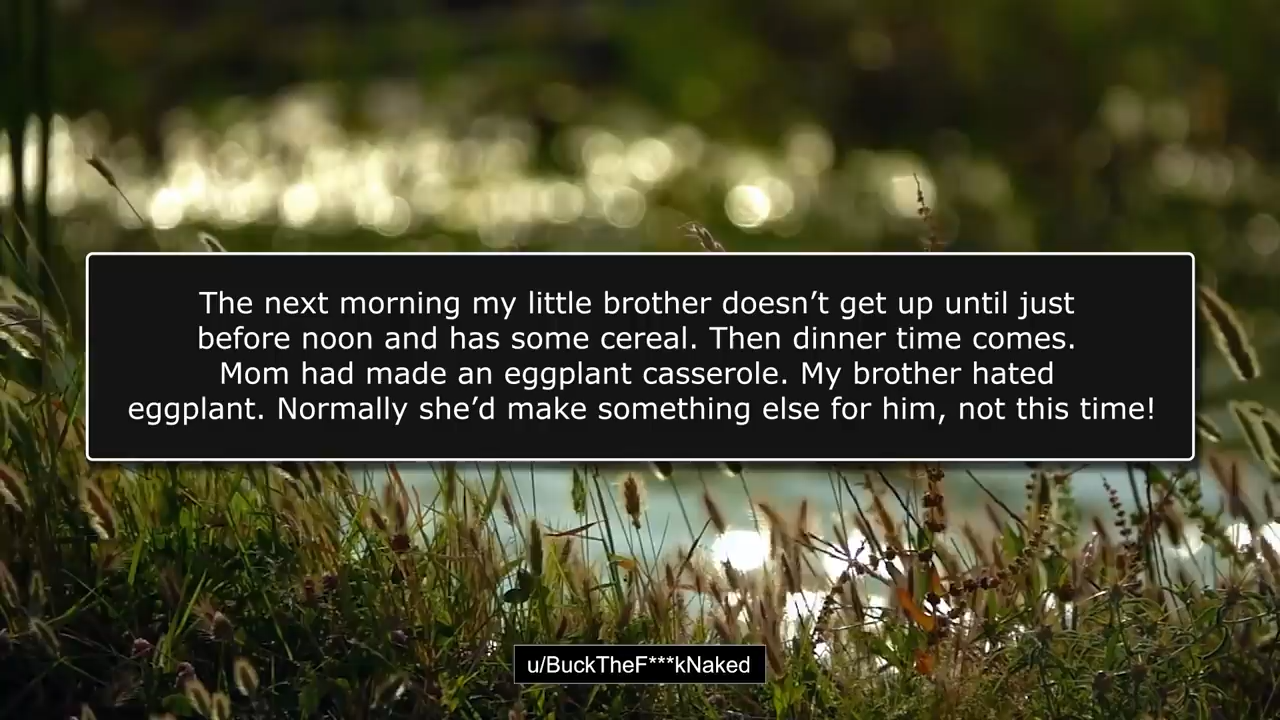 The next morning my little brother doesn’t get up until just
before noon and has some cereal. Then dinner time comes.
Mom had made an eggplant casserole. My brother hated
eggplant. Normally she’d make something else for him, not this time!
u/BuckTheF***kNaked